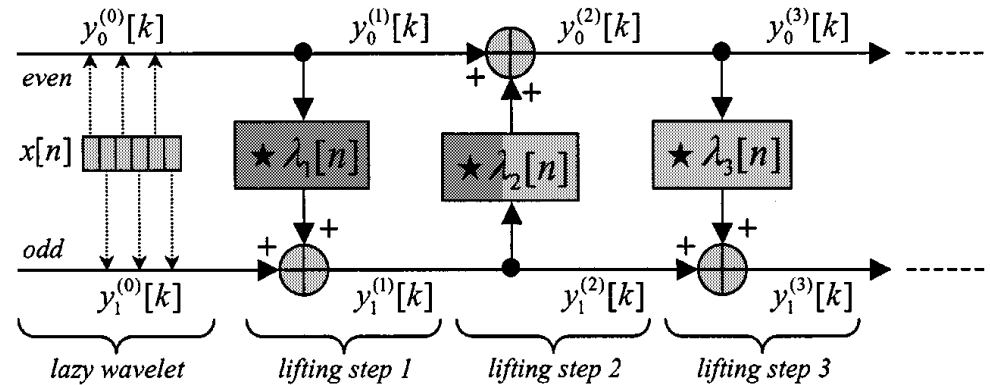 y₀⁽⁰⁾[k] y₀⁽¹⁾[k] y₀⁽²⁾[k] y₀⁽³⁾[k]
even + +
x[n] ★ λ₁[n] ★ λ₂[n] ★ λ₃[n]
odd + + + +
y₁⁽⁰⁾[k] y₁⁽¹⁾[k] y₁⁽²⁾[k] y₁⁽³⁾[k]
lazy wavelet lifting step 1 lifting step 2 lifting step 3